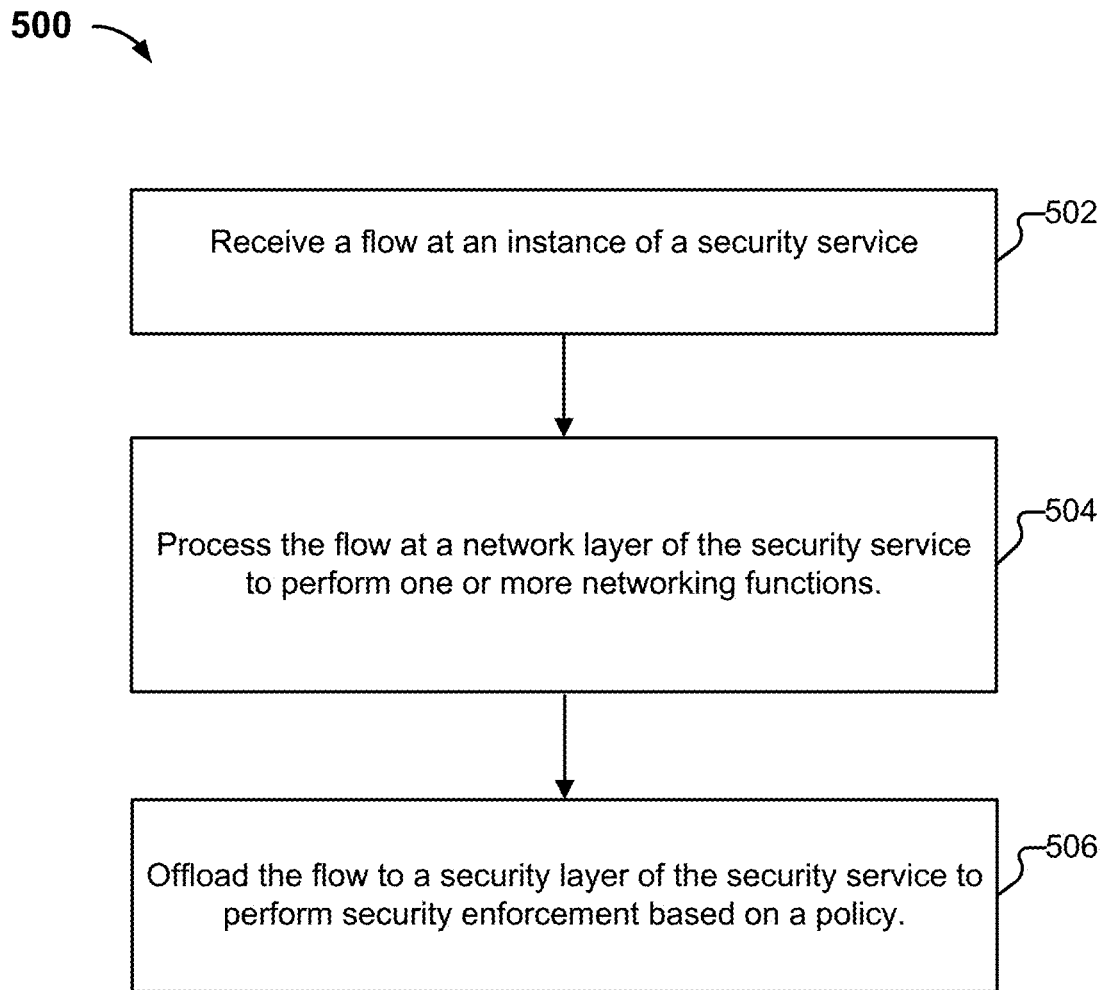 500
Receive a flow at an instance of a security service
502
Process the flow at a network layer of the security service
to perform one or more networking functions.
504
Offload the flow to a security layer of the security service to
perform security enforcement based on a policy.
506